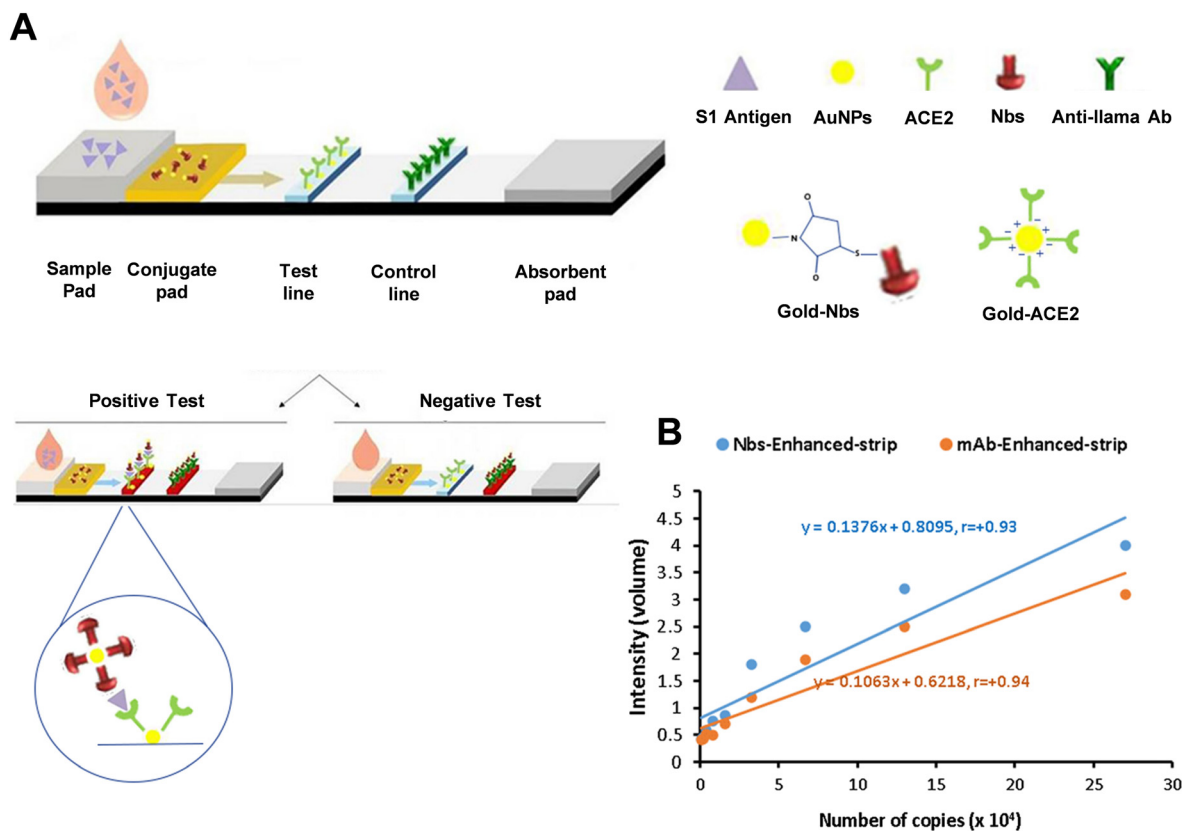 A
S1 Antigen AuNPs ACE2 Nbs Anti-llama Ab
O
N
S
O
Gold-Nbs
+ − + − + − + −
Gold-ACE2
Sample Pad
Conjugate pad
Test line
Control line
Absorbent pad
Positive Test
Negative Test
B
Nbs-Enhanced-strip mAb-Enhanced-strip
Intensity (volume)
5
4.5
4
3.5
3
2.5
2
1.5
1
0.5
0
y = 0.1376x + 0.8095, r=+0.93
y = 0.1063x + 0.6218, r=+0.94
0 5 10 15 20 25 30
Number of copies (x 10⁴)